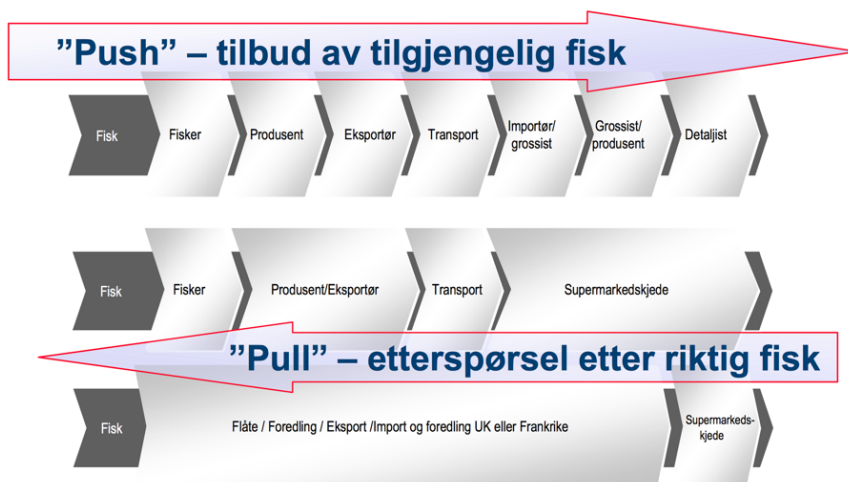 ”Push” – tilbud av tilgjengelig fisk
Fisk
Fisker
Produsent
Eksportør
Transport
Importør/
grossist
Grossist/
produsent
Detaljist
Fisk
Fisker
Produsent/Eksportør
Transport
Supermarkedskjede
”Pull” – etterspørsel etter riktig fisk
Fisk
Flåte / Foredling / Eksport /Import og foredling UK eller Frankrike
Supermarkeds-
kjede